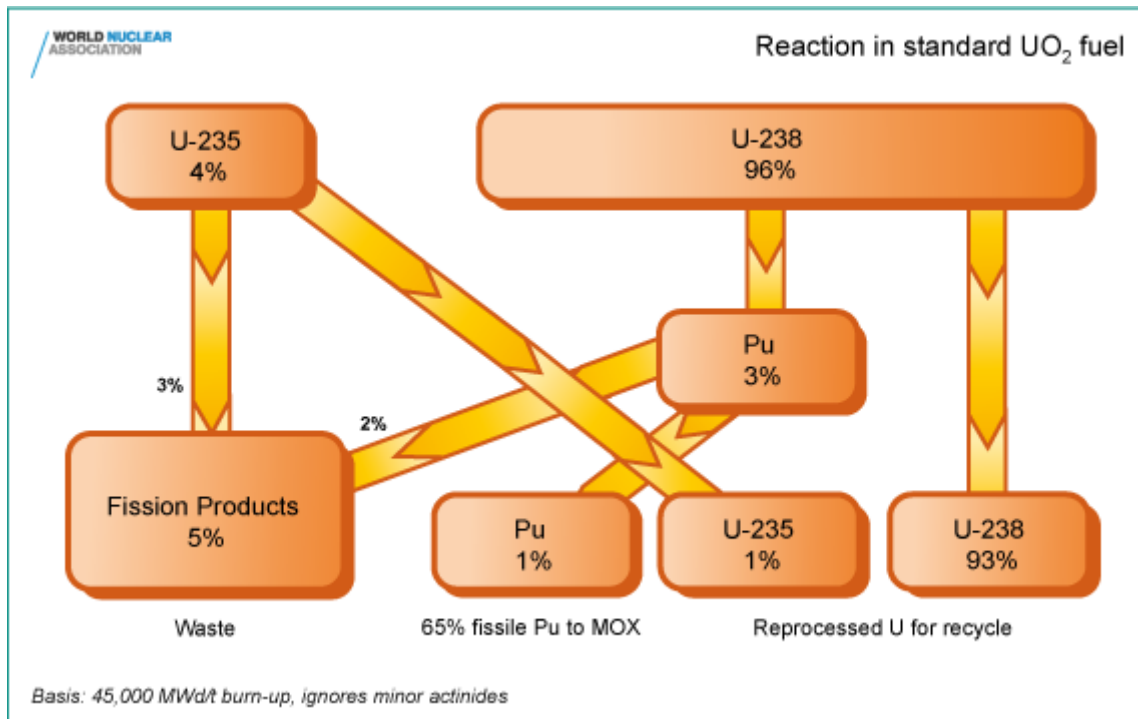 WORLD NUCLEAR
ASSOCIATION
Reaction in standard UO₂ fuel
U-235
4%
U-238
96%
Pu
3%
3%
2%
Fission Products
5%
Pu
1%
U-235
1%
U-238
93%
Waste
65% fissile Pu to MOX
Reprocessed U for recycle
Basis: 45,000 MWd/t burn-up, ignores minor actinides